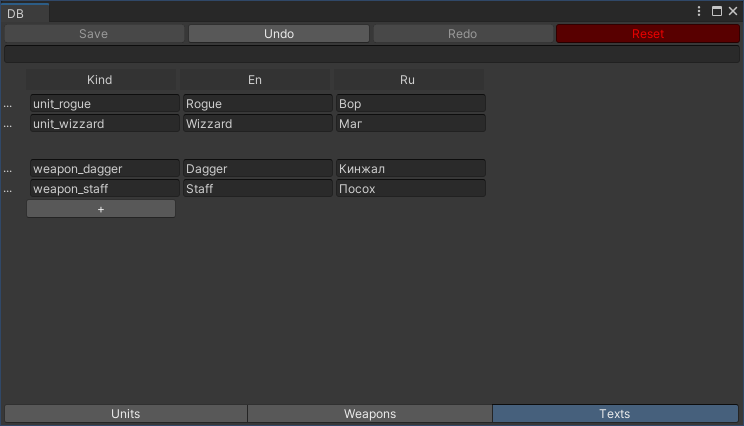 DB
Save Undo Redo Reset
Kind En Ru
... unit_rogue Rogue Вор
... unit_wizzard Wizzard Маг
... weapon_dagger Dagger Кинжал
... weapon_staff Staff Посох
+
Units Weapons Texts